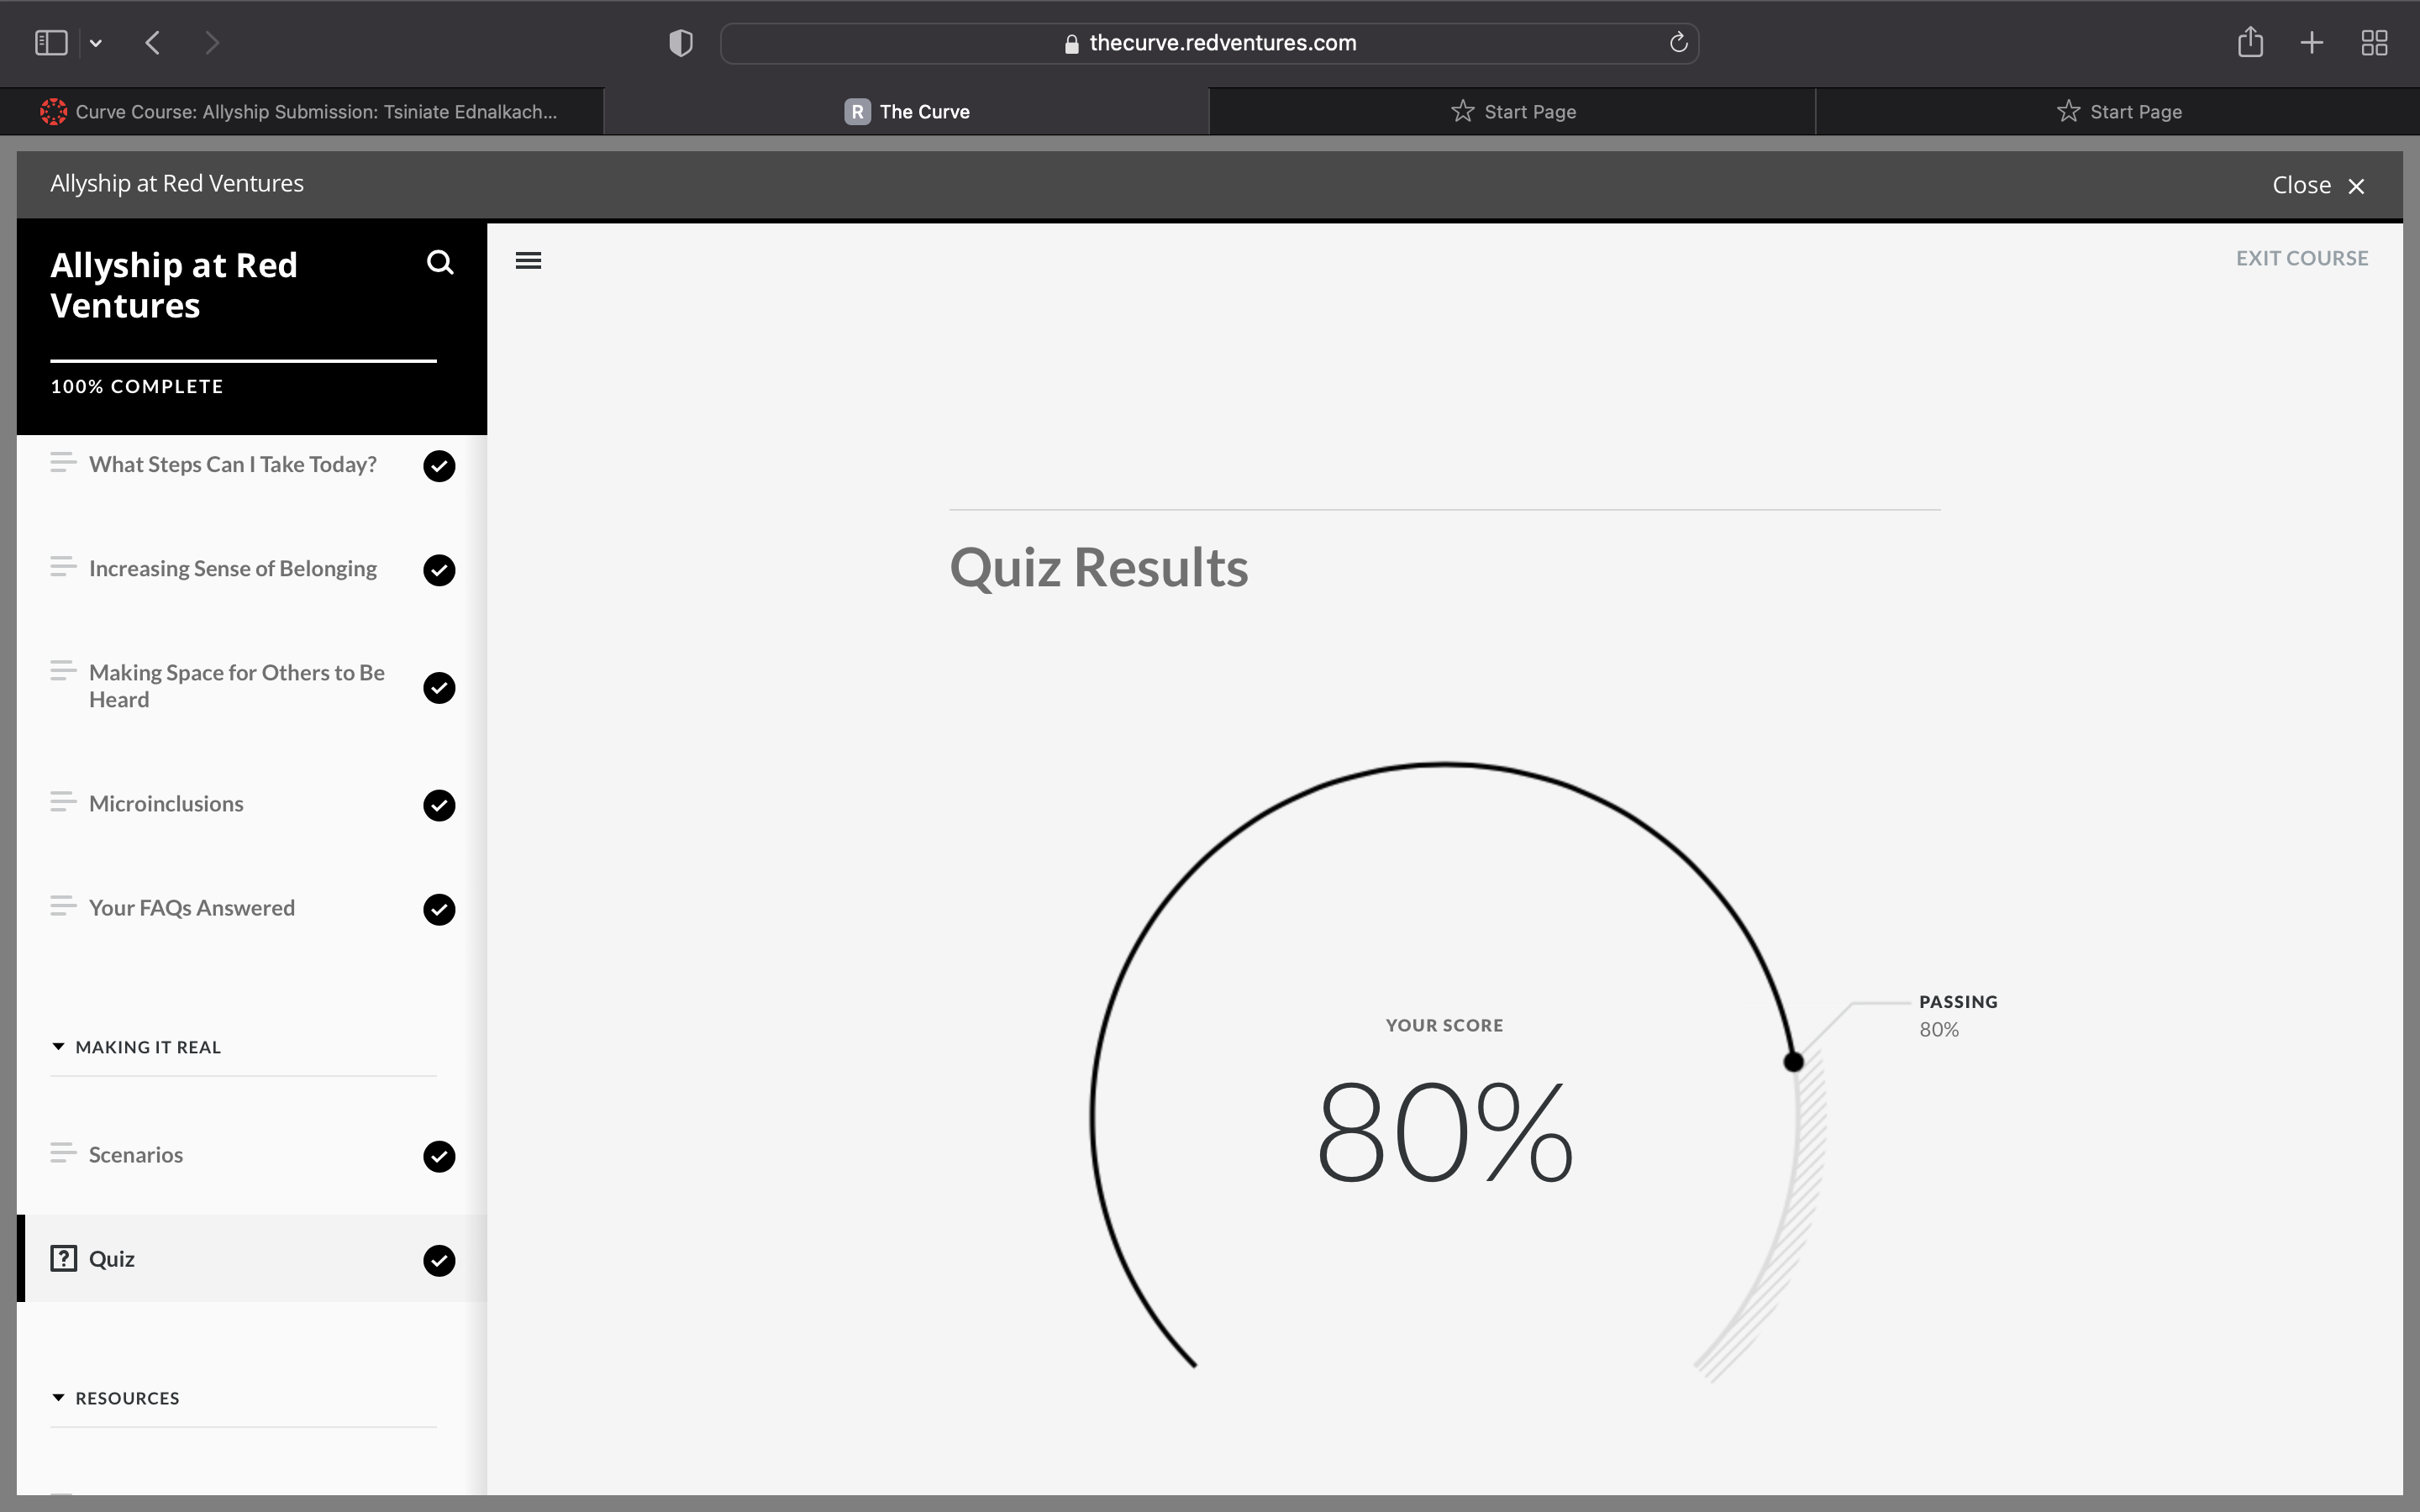 thecurve.redventures.com
Curve Course: Allyship Submission: Tsiniate Ednalkach...
R The Curve
Start Page
Start Page
Allyship at Red Ventures
Close
Allyship at Red
Ventures
100% COMPLETE
EXIT COURSE
What Steps Can I Take Today?
Increasing Sense of Belonging
Making Space for Others to Be
Heard
Microinclusions
Your FAQs Answered
MAKING IT REAL
Scenarios
? Quiz
RESOURCES
Quiz Results
YOUR SCORE
80%
PASSING
80%